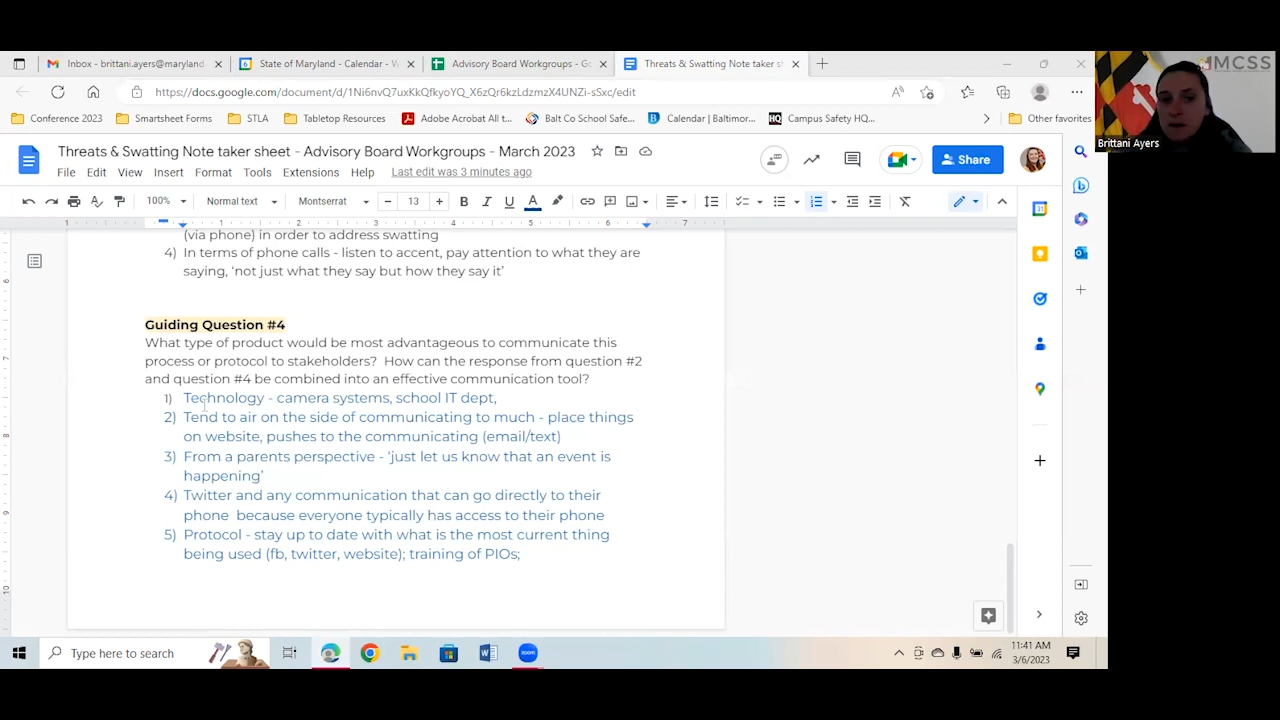 Inbox - brittani.ayers@maryland
State of Maryland - Calendar - W
Advisory Board Workgroups - Go
Threats & Swatting Note taker sh
MCSS
https://docs.google.com/document/d/1Ni6nvQ7uxKkQfkyoYQ_X6zQr6kzLdzmzX4UNZi-sSxc/edit
Brittani Ayers
Conference 2023
Smartsheet Forms
STLA
Tabletop Resources
Adobe Acrobat All t...
Balt Co School Safe...
Calendar | Baltimor...
Campus Safety HQ...
Other favorites
Threats & Swatting Note taker sheet - Advisory Board Workgroups - March 2023
Share
File Edit View Insert Format Tools Extensions Help Last edit was 3 minutes ago
100% Normal text Montserrat 13 B I U A
1 1 2 3 4 5 6 7
(via phone) in order to address swatting
4) In terms of phone calls - listen to accent, pay attention to what they are
saying, ‘not just what they say but how they say it’
Guiding Question #4
What type of product would be most advantageous to communicate this
process or protocol to stakeholders? How can the response from question #2
and question #4 be combined into an effective communication tool?
1) Technology - camera systems, school IT dept,
2) Tend to air on the side of communicating to much - place things
on website, pushes to the communicating (email/text)
3) From a parents perspective - ‘just let us know that an event is
happening’
4) Twitter and any communication that can go directly to their
phone because everyone typically has access to their phone
5) Protocol - stay up to date with what is the most current thing
being used (fb, twitter, website); training of PIOs;
Type here to search
zoom
11:41 AM
3/6/2023